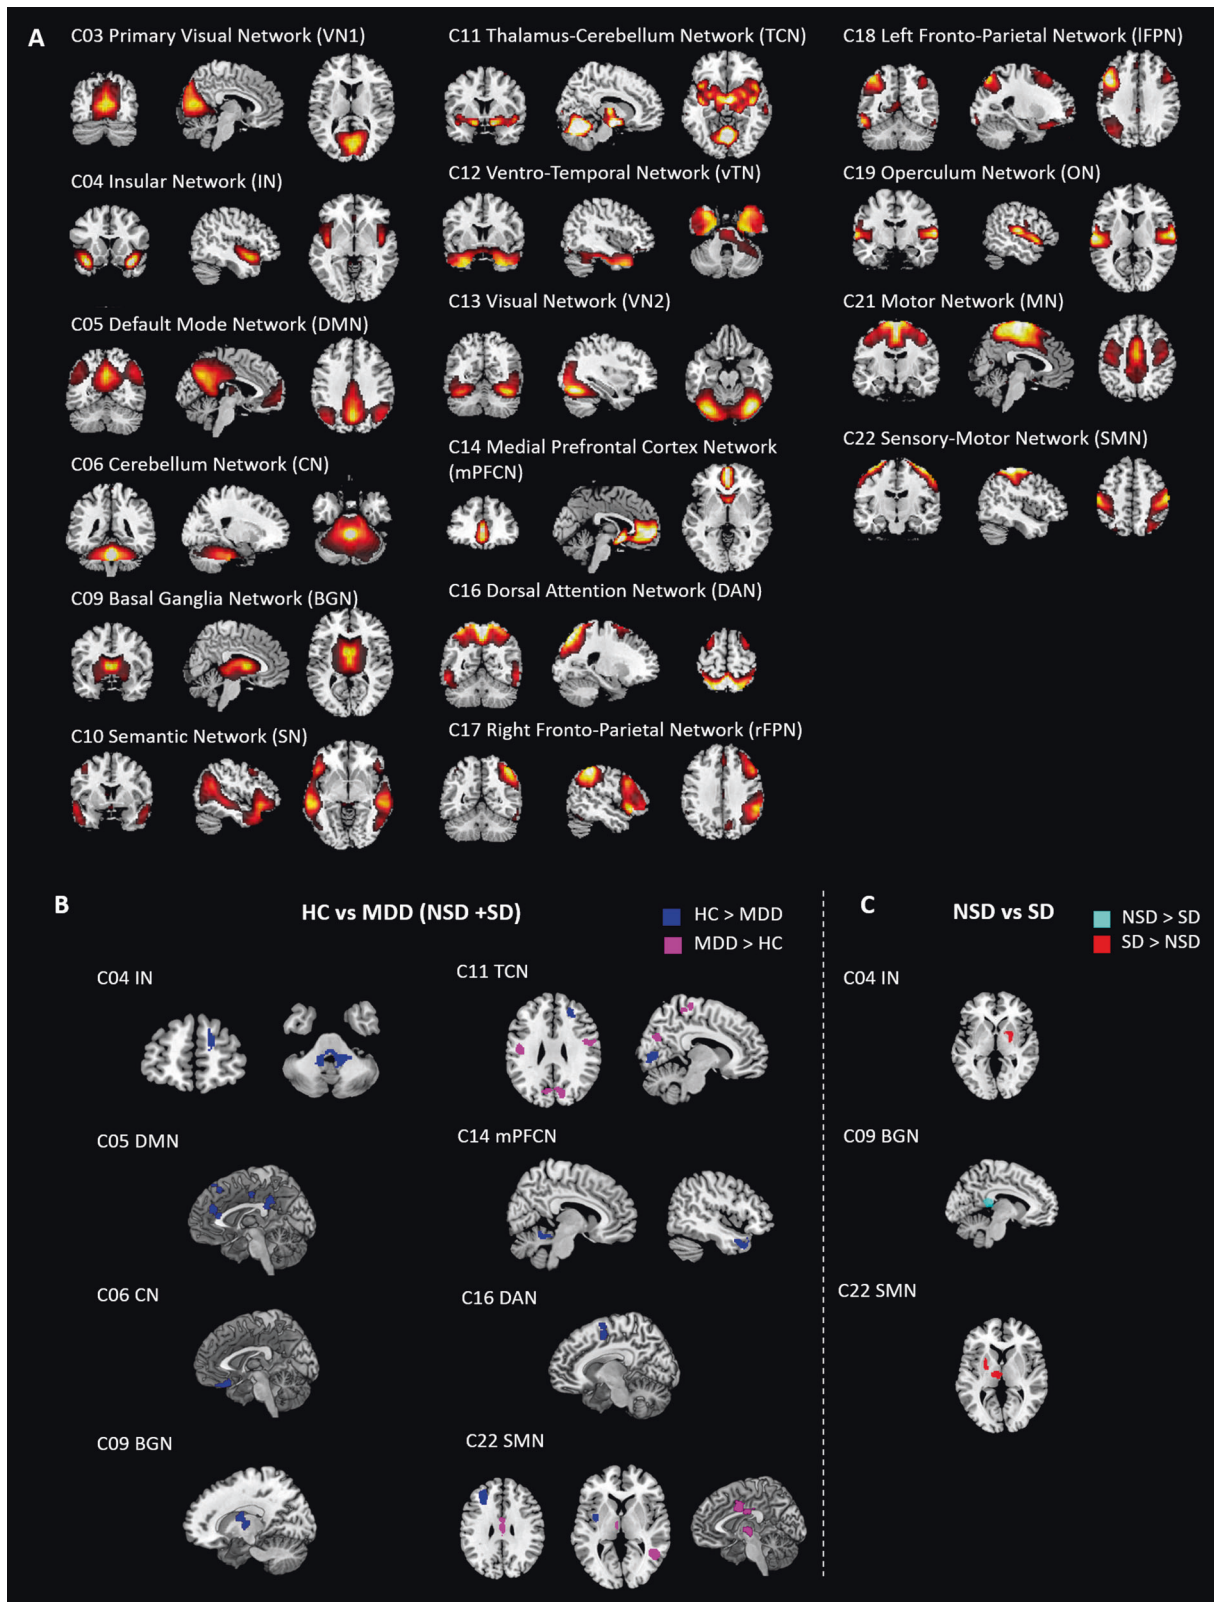 A
C03 Primary Visual Network (VN1)
C04 Insular Network (IN)
C05 Default Mode Network (DMN)
C06 Cerebellum Network (CN)
C09 Basal Ganglia Network (BGN)
C10 Semantic Network (SN)
C11 Thalamus-Cerebellum Network (TCN)
C12 Ventro-Temporal Network (vTN)
C13 Visual Network (VN2)
C14 Medial Prefrontal Cortex Network
(mPFCN)
C16 Dorsal Attention Network (DAN)
C17 Right Fronto-Parietal Network (rFPN)
C18 Left Fronto-Parietal Network (lFPN)
C19 Operculum Network (ON)
C21 Motor Network (MN)
C22 Sensory-Motor Network (SMN)
B
HC vs MDD (NSD +SD)
HC > MDD
MDD > HC
C04 IN
C05 DMN
C06 CN
C09 BGN
C11 TCN
C14 mPFCN
C16 DAN
C22 SMN
C
NSD vs SD
NSD > SD
SD > NSD
C04 IN
C09 BGN
C22 SMN